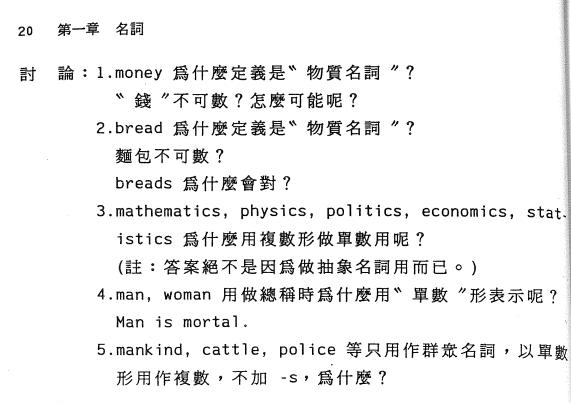 20 第一章 名詞
討 論：1.money 爲什麼定義是〝物質名詞〞？
〝錢〞不可數？怎麼可能呢？
2.bread 爲什麼定義是〝物質名詞〞？
麵包不可數？
breads 爲什麼會對？
3.mathematics, physics, politics, economics, stat-
istics 爲什麼用複數形做單數用呢？
(註：答案絕不是因爲做抽象名詞用而已。)
4.man, woman 用做總稱時爲什麼用〝單數〞形表示呢？
Man is mortal.
5.mankind, cattle, police 等只用作群眾名詞，以單數
形用作複數，不加 -s，爲什麼？